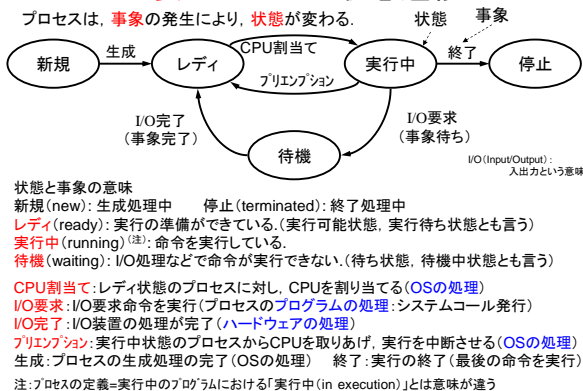 プロセスは, 事象の発生により, 状態が変わる.
状態
事象
新規
生成
レディ
CPU割当て
プリエンプション
実行中
終了
停止
I/O完了
(事象完了)
I/O要求
(事象待ち)
待機
I/O(Input/Output):
入出力という意味
状態と事象の意味
新規(new): 生成処理中 停止(terminated): 終了処理中
レディ(ready): 実行の準備ができている.(実行可能状態, 実行待ち状態とも言う)
実行中(running)(注): 命令を実行している.
待機(waiting): I/O処理などで命令が実行できない.(待ち状態, 待機中状態とも言う)
CPU割当て:レディ状態のプロセスに対し, CPUを割り当てる(OSの処理)
I/O要求:I/O要求命令を実行(プロセスのプログラムの処理:システムコール発行)
I/O完了:I/O装置の処理が完了(ハードウェアの処理)
プリエンプション:実行中状態のプロセスからCPUを取りあげ, 実行を中断させる(OSの処理)
生成:プロセスの生成処理の完了(OSの処理) 終了:実行の終了(最後の命令を実行)
注:プロセスの定義=実行中のプログラムにおける「実行中(in execution)」とは意味が違う